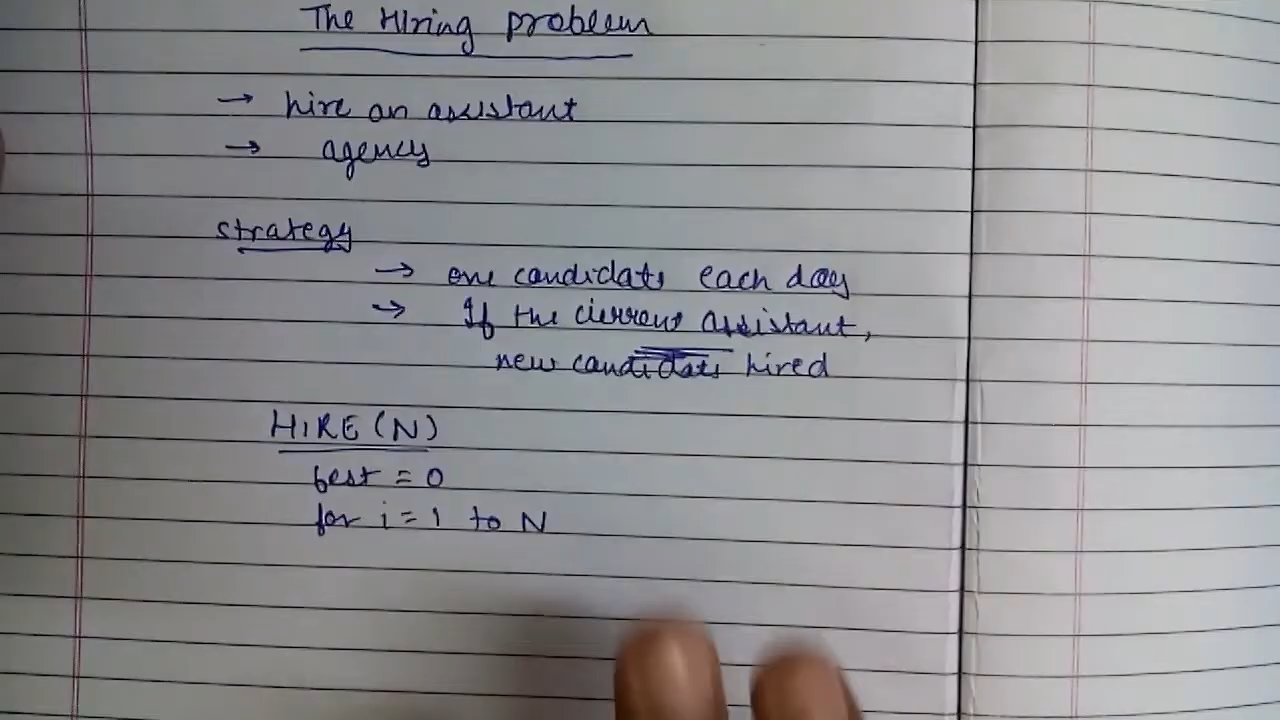 The Hiring problem
→ hire an assistant
→ agency
strategy
→ one candidate each day
→ If the current assistant,
new candidate hired
HIRE (N)
best = 0
for i = 1 to N